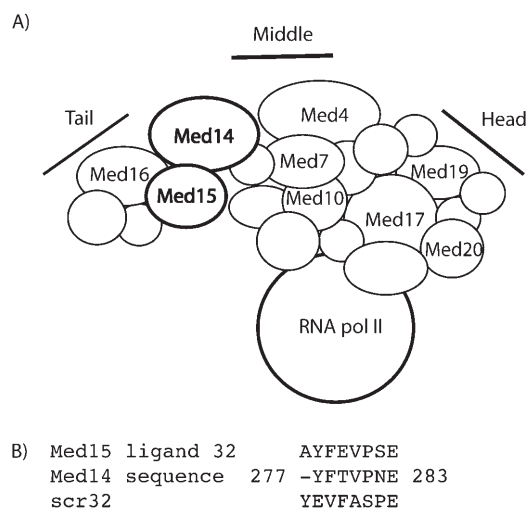 A)
Middle
Tail
Head
Med4
Med14
Med7
Med16
Med19
Med15
Med10
Med17
Med20
RNA pol II
B) Med15 ligand 32 AYFEVPSE
Med14 sequence 277 -YFTVPNE 283
scr32 YEVFASPE